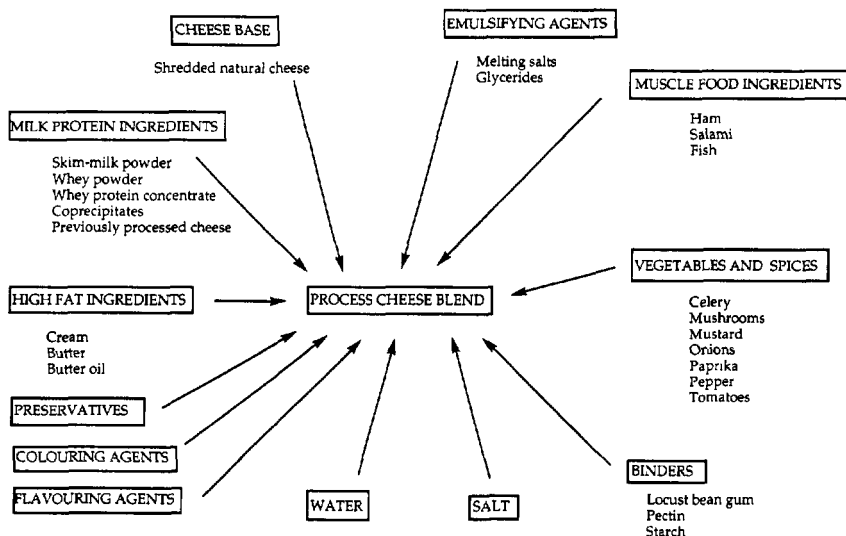 CHEESE BASE
Shredded natural cheese
EMULSIFYING AGENTS
Melting salts
Glycerides
MUSCLE FOOD INGREDIENTS
Ham
Salami
Fish
MILK PROTEIN INGREDIENTS
Skim-milk powder
Whey powder
Whey protein concentrate
Coprecipitates
Previously processed cheese
VEGETABLES AND SPICES
Celery
Mushrooms
Mustard
Onions
Paprika
Pepper
Tomatoes
HIGH FAT INGREDIENTS
Cream
Butter
Butter oil
PROCESS CHEESE BLEND
PRESERVATIVES
COLOURING AGENTS
FLAVOURING AGENTS
WATER
SALT
BINDERS
Locust bean gum
Pectin
Starch